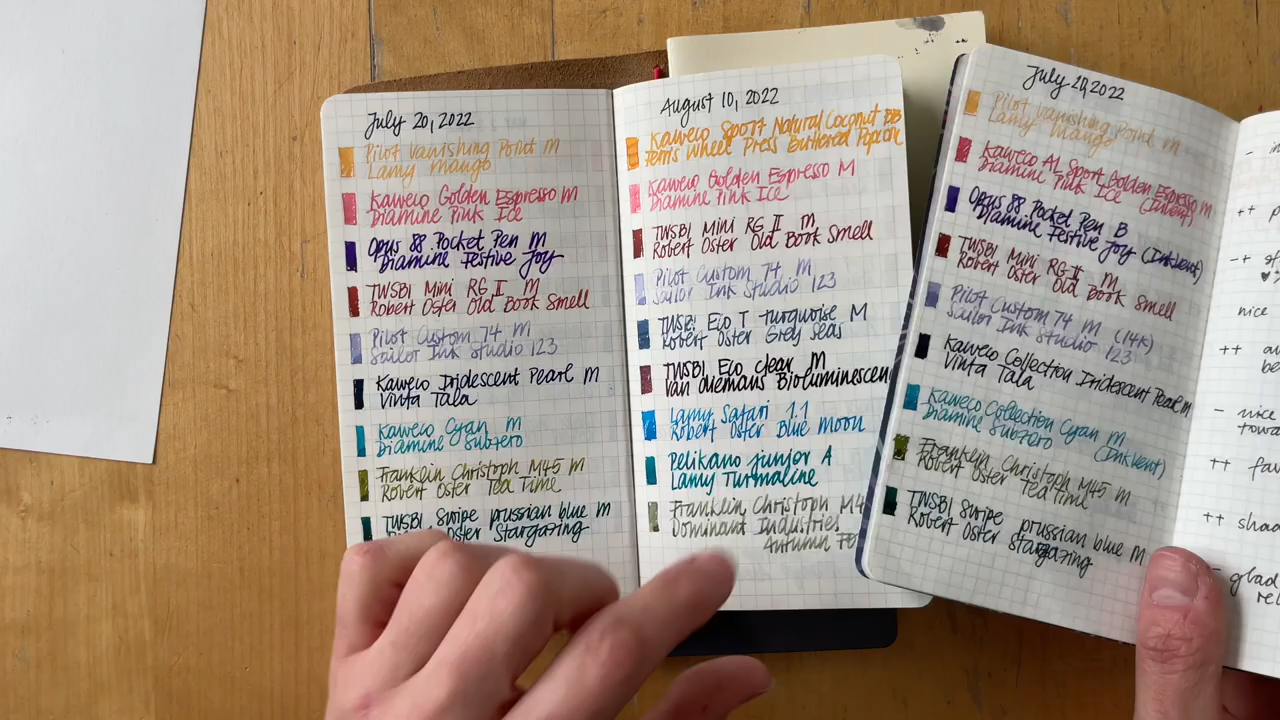 July 20, 2022
Pilot Vanishing Point M
Lamy Mango
Kaweco Golden Espresso M
Diamine Pink Ice
Opus 88 Pocket Pen M
Diamine Festive Joy
TWSBI Mini RG II M
Robert Oster Old Book Smell
Pilot Custom 74 M
Sailor Ink Studio 123
Kaweco Iridescent Pearl M
Vinta Tala
Kaweco Cyan M
Diamine Subzero
Franklin Christoph M45 M
Robert Oster Tea Time
TWSBI Swipe prussian blue M
Oster Stargazing
August 10, 2022
Kaweco Sport Natural Coconut BB
Ferris Wheel Press Buttered Popcorn
Kaweco Golden Espresso M
Diamine Pink Ice
TWSBI Mini RG II M
Robert Oster Old Book Smell
Pilot Custom 74 M
Sailor Ink Studio 123
TWSBI Eco T turquoise M
Robert Oster Grey Seas
TWSBI Eco clear M
Van diemans Bioluminescen
Lamy Safari 1.1
Robert Oster Blue Moon
Pelikano Junior A
Lamy Turmaline
Franklin Christoph M4
Dominant Industries
Autumn
July 20, 2022
Pilot Vanishing Point M
Lamy Mango
Kaweco AL Sport Golden Espresso M
Diamine Pink Ice (Inkvent)
Opus 88 Pocket Pen B
Diamine Festive Joy (Inkvent)
TWSBI Mini RG II M
Robert Oster Old Book Smell
Pilot Custom 74 M (14K)
Sailor Ink Studio 123
Kaweco Collection Iridescent Pearl M
Vinta Tala
Kaweco Collection Cyan M
Diamine Subzero (Inkvent)
Franklin Christoph M45 M
Robert Oster Tea Time
TWSBI Swipe prussian blue M
Robert Oster Stargazing
++
-+
nice
++
- nice
towa
++ fav
++ sha
glad